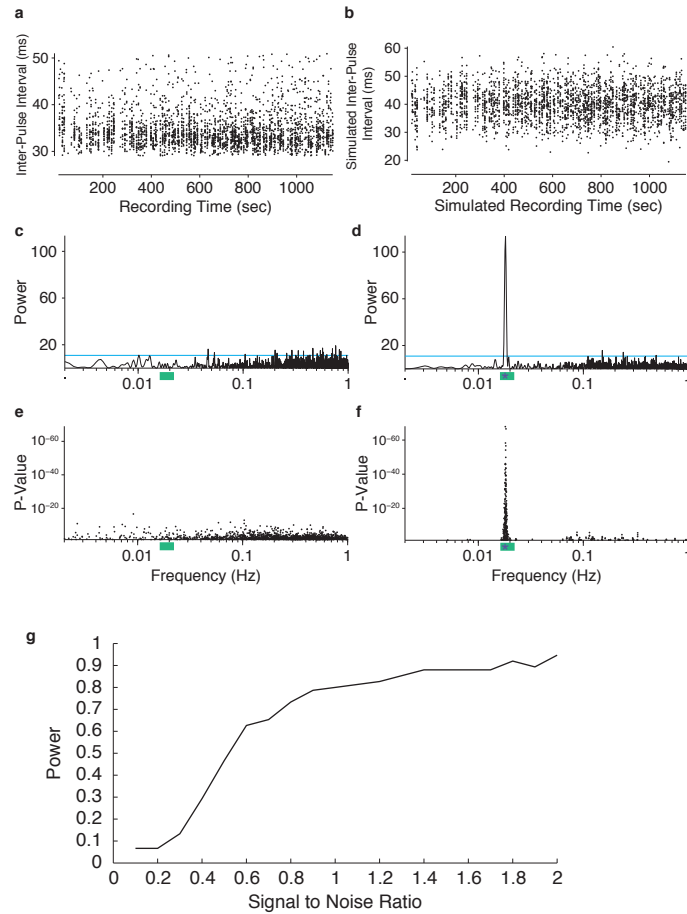 a
Inter-Pulse Interval (ms)
50
40
30
200 400 600 800 1000
Recording Time (sec)
b
Simulated Inter-Pulse
Interval (ms)
60
50
40
30
20
200 400 600 800 1000
Simulated Recording Time (sec)
c
Power
100
60
20
0.01 0.1 1
d
Power
100
60
20
0.01 0.1 1
e
P-Value
10-60
10-40
10-20
0.01 0.1 1
Frequency (Hz)
f
P-Value
10-60
10-40
10-20
0.01 0.1 1
Frequency (Hz)
g
Power
1
0.9
0.8
0.7
0.6
0.5
0.4
0.3
0.2
0.1
0
0 0.2 0.4 0.6 0.8 1 1.2 1.4 1.6 1.8 2
Signal to Noise Ratio